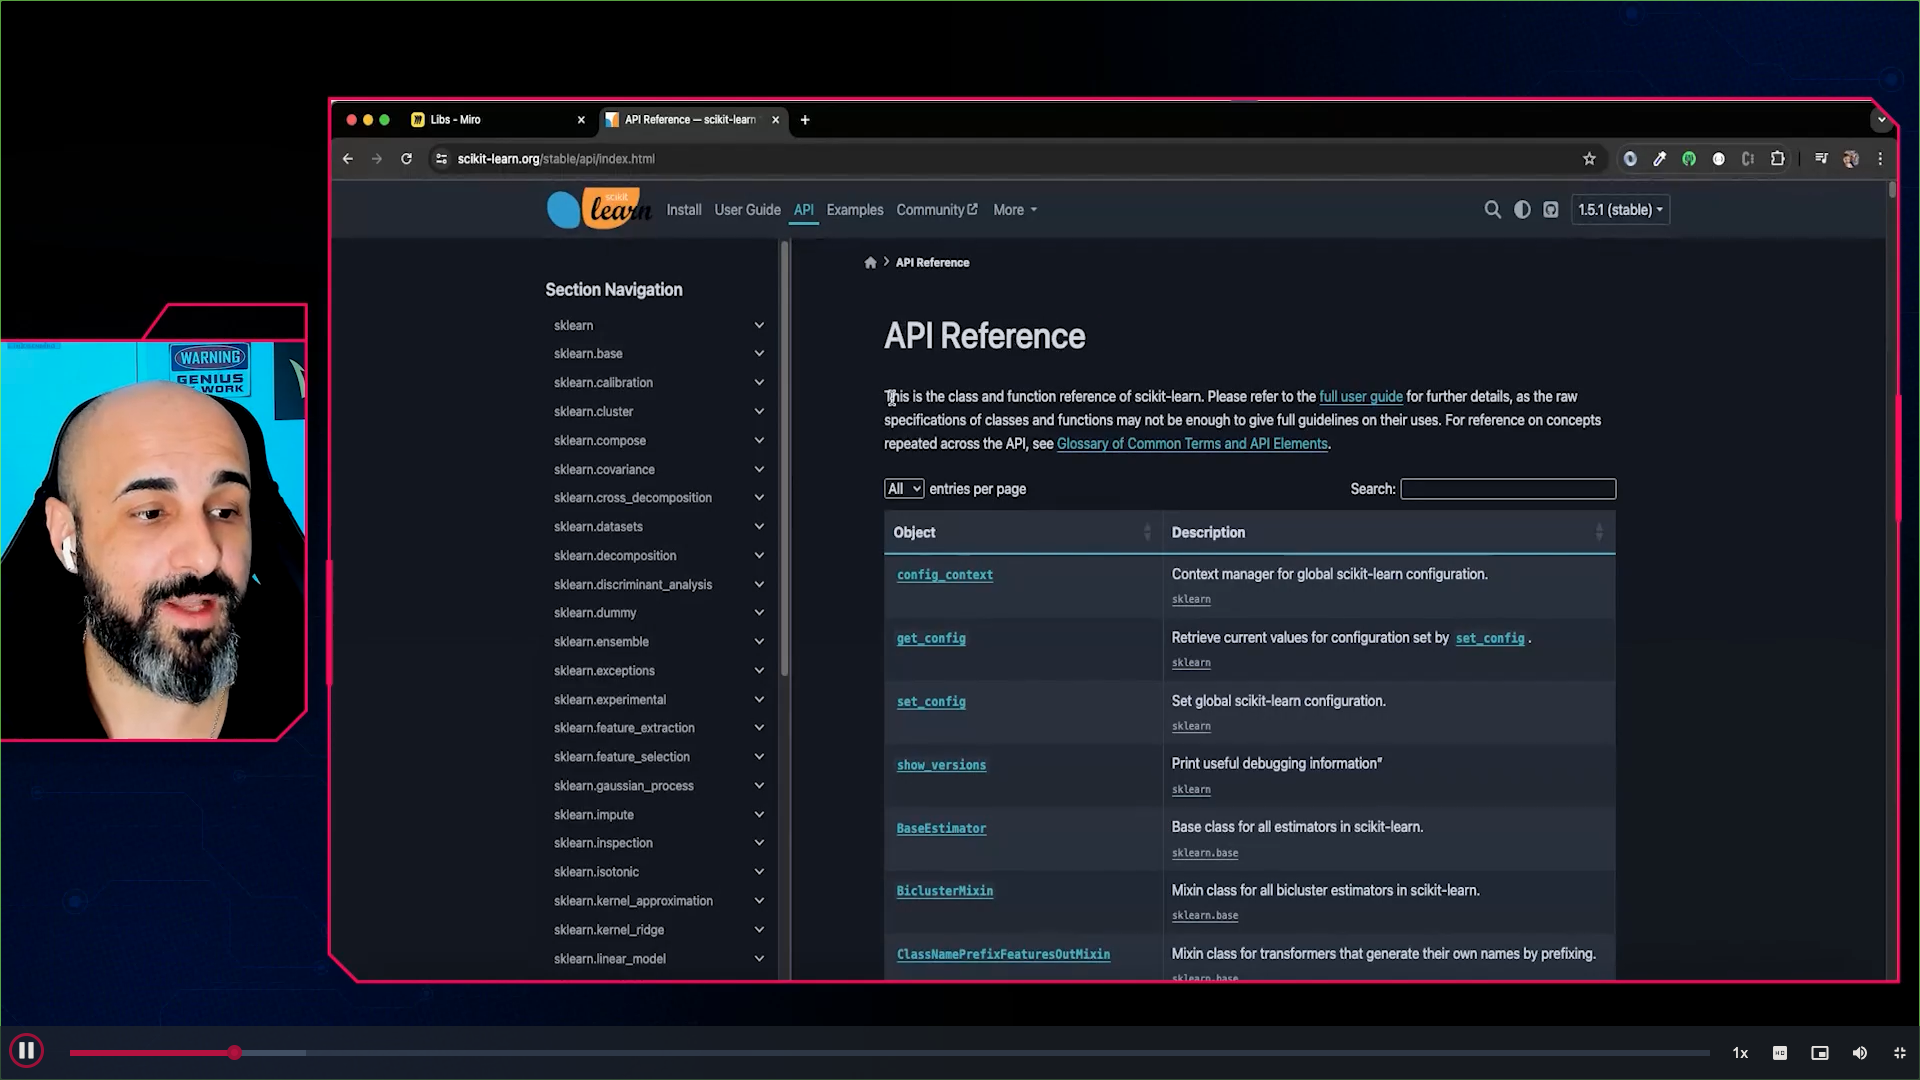 Libs - Miro
API Reference — scikit-learn
scikit-learn.org/stable/api/index.html
scikit
learn
Install
User Guide
API
Examples
Community
More
1.5.1 (stable)
Section Navigation
sklearn
sklearn.base
sklearn.calibration
sklearn.cluster
sklearn.compose
sklearn.covariance
sklearn.cross_decomposition
sklearn.datasets
sklearn.decomposition
sklearn.discriminant_analysis
sklearn.dummy
sklearn.ensemble
sklearn.exceptions
sklearn.experimental
sklearn.feature_extraction
sklearn.feature_selection
sklearn.gaussian_process
sklearn.impute
sklearn.inspection
sklearn.isotonic
sklearn.kernel_approximation
sklearn.kernel_ridge
sklearn.linear_model
API Reference
API Reference
This is the class and function reference of scikit-learn. Please refer to the full user guide for further details, as the raw
specifications of classes and functions may not be enough to give full guidelines on their uses. For reference on concepts
repeated across the API, see Glossary of Common Terms and API Elements.
All entries per page
Search:
Object
Description
config_context
Context manager for global scikit-learn configuration.
sklearn
get_config
Retrieve current values for configuration set by set_config.
sklearn
set_config
Set global scikit-learn configuration.
sklearn
show_versions
Print useful debugging information"
sklearn
BaseEstimator
Base class for all estimators in scikit-learn.
sklearn.base
BiclusterMixin
Mixin class for all bicluster estimators in scikit-learn.
sklearn.base
ClassNamePrefixFeaturesOutMixin
Mixin class for transformers that generate their own names by prefixing.
sklearn.base
WARNING
GENIUS
WORK
1x